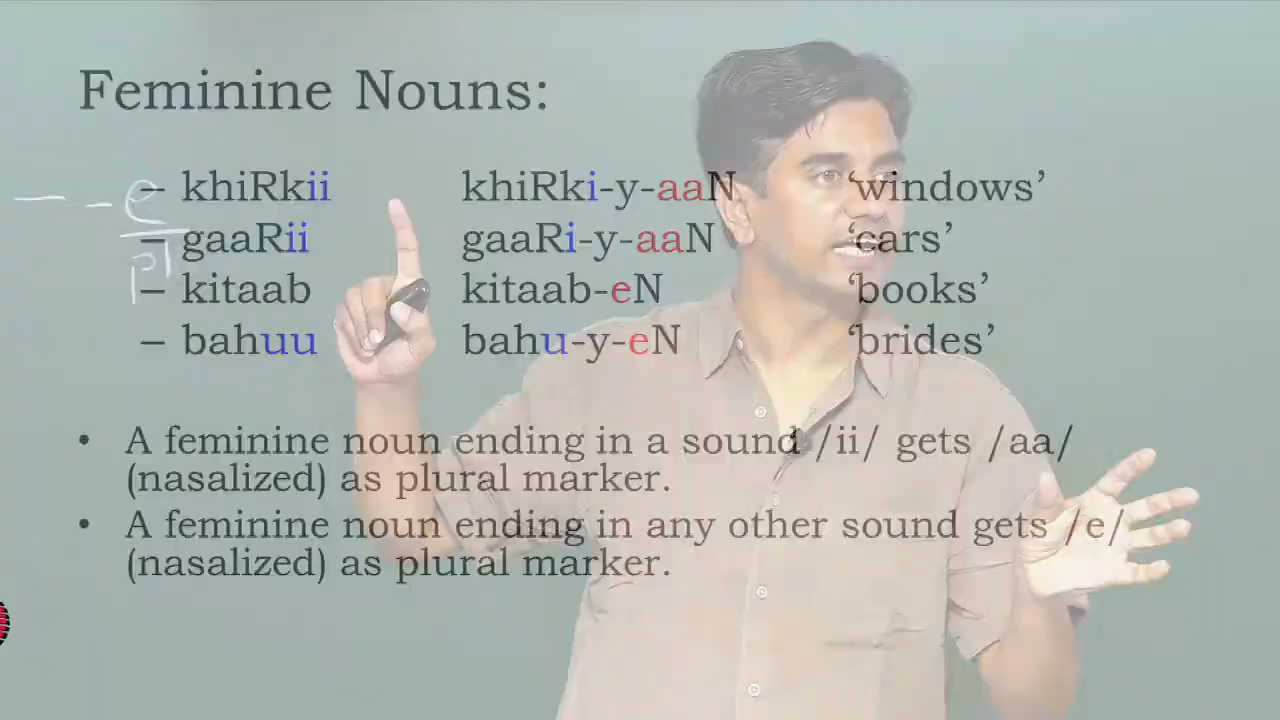 Feminine Nouns:
– khiRkii khiRki-y-aaN ‘windows’
– gaaRii gaaRi-y-aaN ‘cars’
– kitaab kitaab-eN ‘books’
– bahuu bahu-y-eN ‘brides’
• A feminine noun ending in a sound /ii/ gets /aa/
(nasalized) as plural marker.
• A feminine noun ending in any other sound gets /e/
(nasalized) as plural marker.
– -e
pl